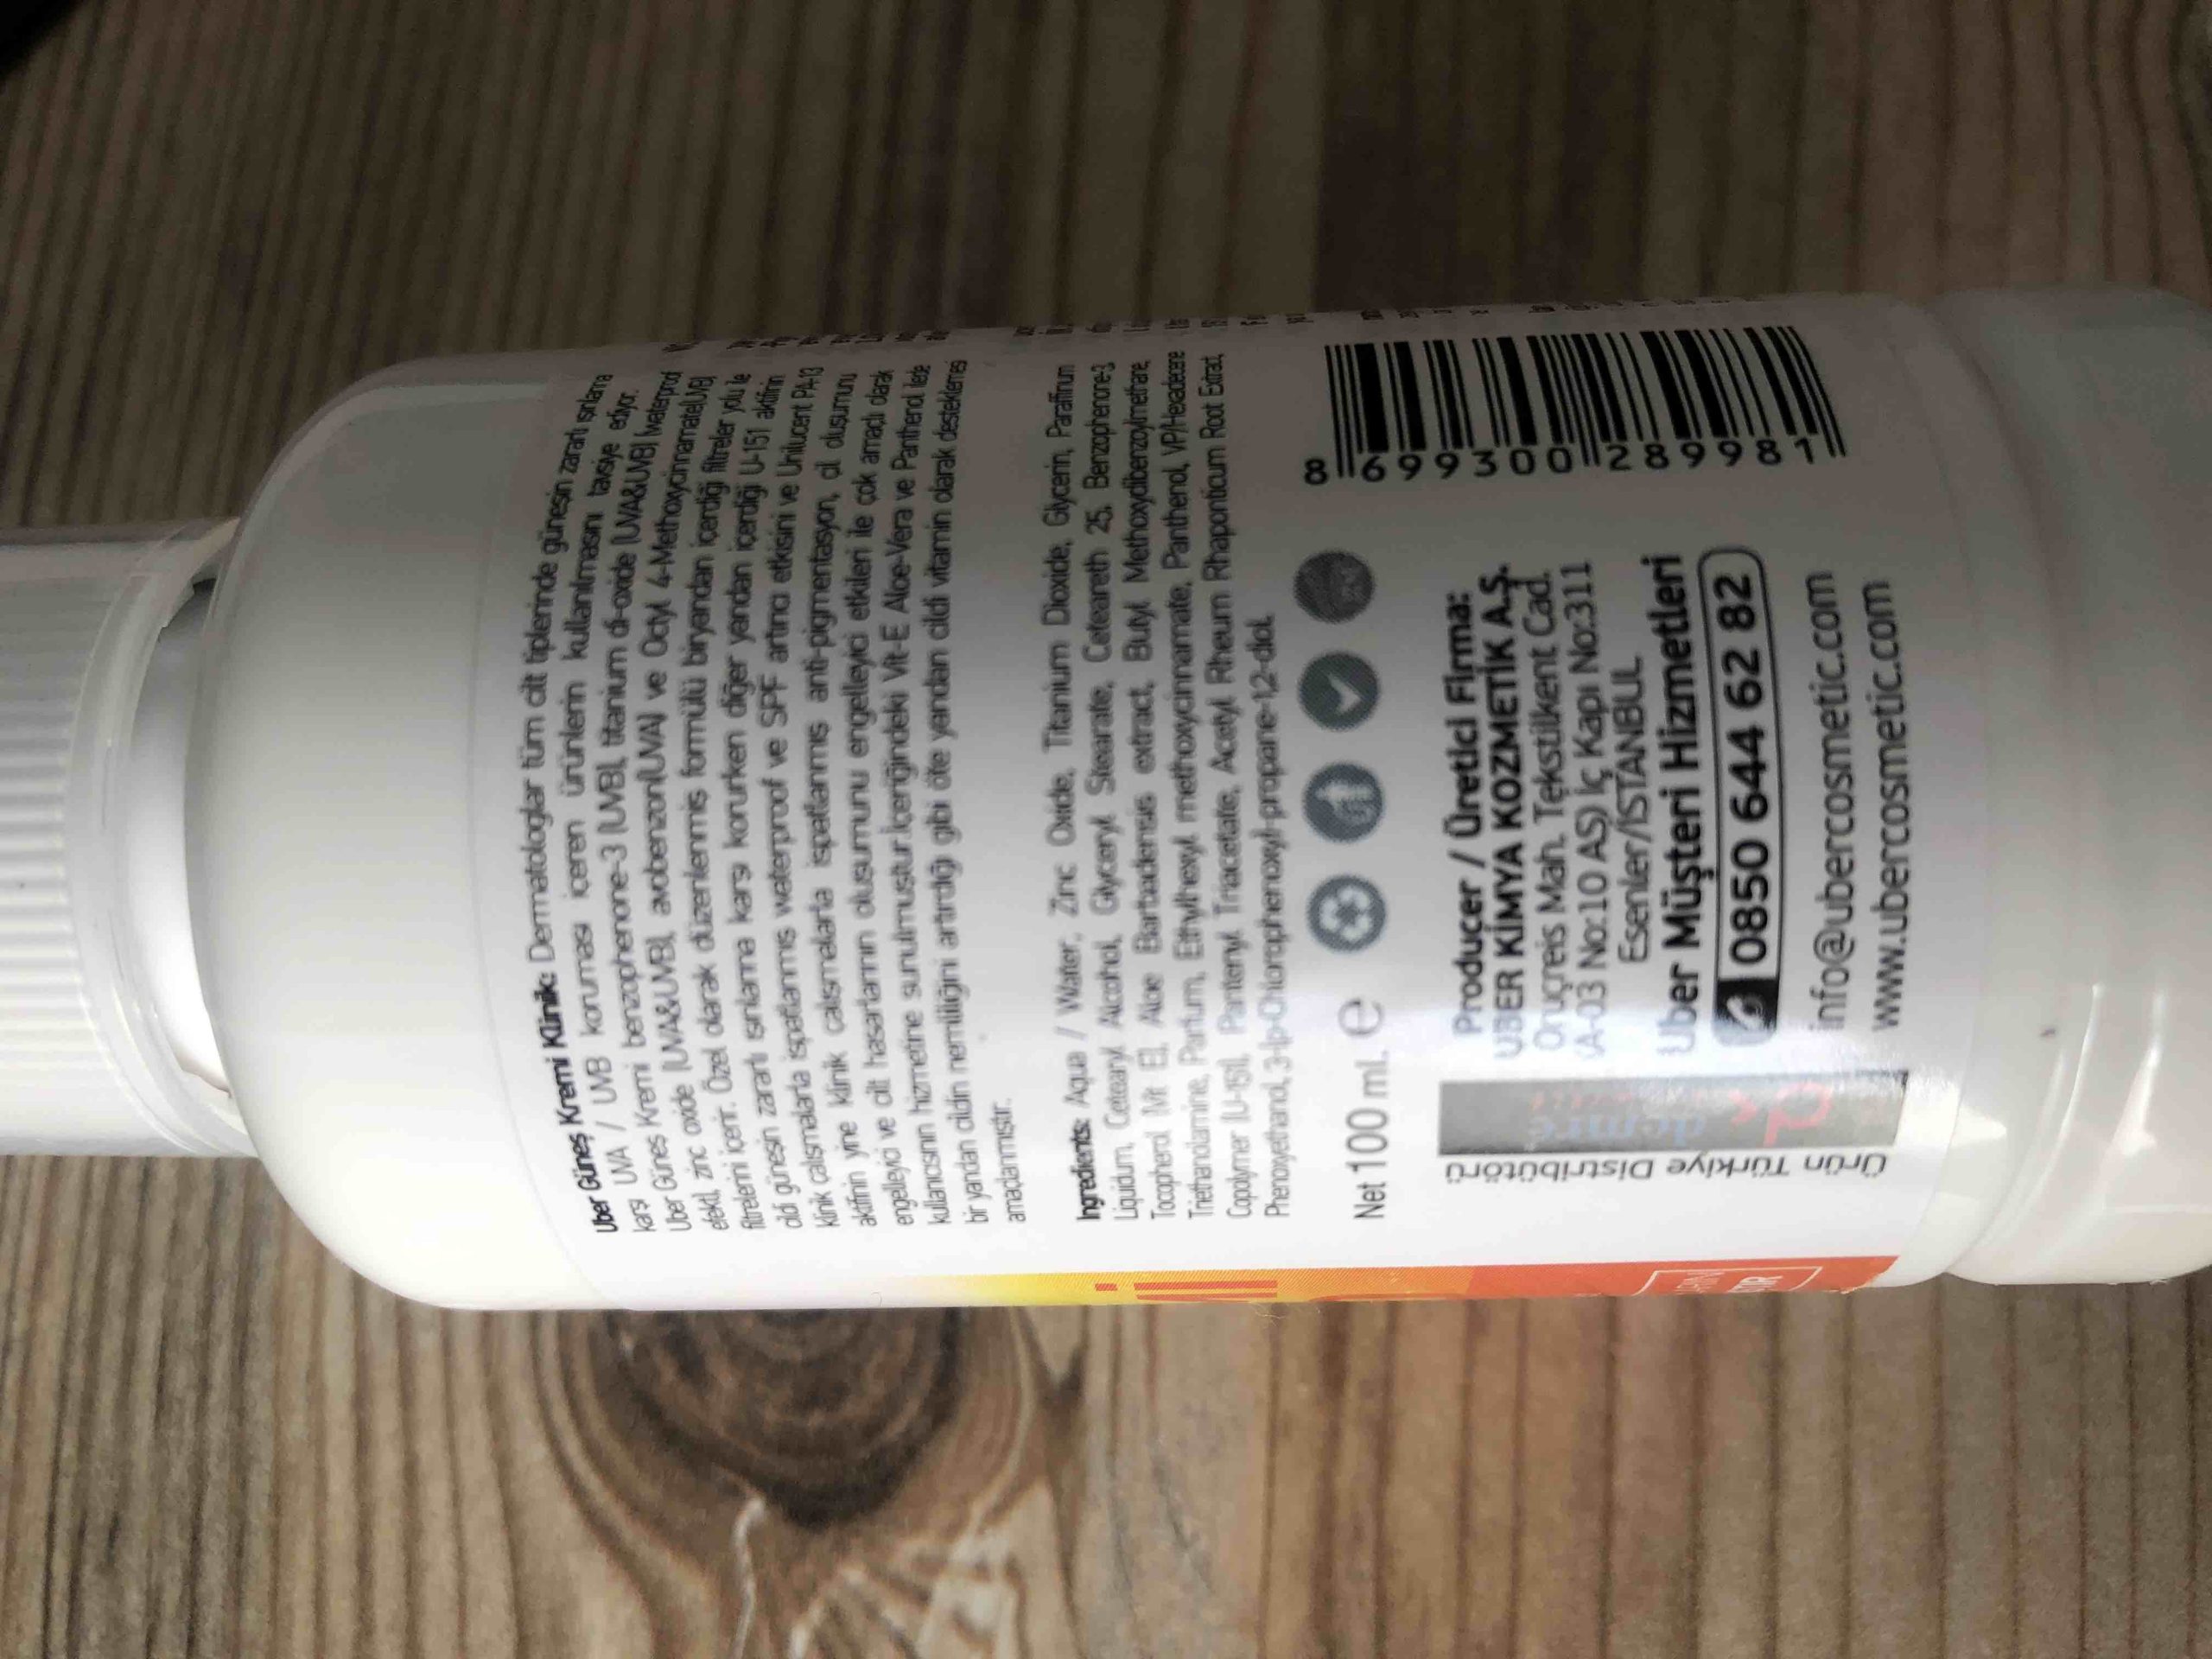 Uber Güneş Kremi Klinik: Dermatologlar tüm cilt tiplerinde güneşin zararlı ışınlarına
karşı UVA / UVB koruması içeren ürünlerin kullanılmasını tavsiye ediyor.
Uber Güneş Kremi benzophenone-3 (UVB), titanium di-oxide (UVA&UVB) (waterproof
efekt), zinc oxide (UVA&UVB), avobenzon(UVA) ve Octyl 4-Methoxycinnamate(UVB)
filtrelerini içerir. Özel olarak düzenlenmiş formülü biryandan içerdiği filtreler yolu ile
cildi güneşin zararlı ışınlarına karşı korurken diğer yandan içerdiği U-151 aktifinin
klinik çalışmalarla ispatlanmış waterproof ve SPF artırıcı etkisini ve Unilucent PA-13
aktifinin yine klinik çalışmalarla ispatlanmış anti-pigmentasyon, çil oluşumunu
engelleyici ve cilt hasarlarının oluşumunu engelleyici etkileri ile çok amaçlı olarak
kullanıcısının hizmetine sunulmuştur.İçeriğindeki Vit-E Aloe-Vera ve Panthenol ilede
bir yandan cildin nemliliğini artırdığı gibi öte yandan cildi vitamin olarak desteklemesi
amaçlanmıştır.
Ingredients: Aqua / Water, Zinc Oxide, Titanium Dioxide, Glycerin, Paraffinum
Liquidum, Cetearyl Alcohol, Glyceryl Stearate, Ceteareth 25, Benzophenone-3
Tocopherol (Vit E), Aloe Barbadensis extract, Butyl Methoxydibenzoylmethane,
Triethanolamine, Parfum, Ethylhexyl methoxycinnamate, Panthenol, VP/Hexadecene
Copolymer (U-151), Pantenyl Triacetate, Acetyl Rheum Rhaponticum Root Extract,
Phenoxyethanol, 3-(p-Chlorophenoxyl)-propane-1,2-diol.
Net 100 ml. e
Producer / Üretici Firma:
UBER KİMYA KOZMETİK A.Ş.
Oruçreis Mah. Tekstilkent Cad.
(A-03 No:10 AS) İç Kapı No:311
Esenler/İSTANBUL
Uber Müşteri Hizmetleri
0850 644 62 82
info@ubercosmetic.com
www.ubercosmetic.com
Ürün Türkiye Distribütörü
demre
8 699300 289981